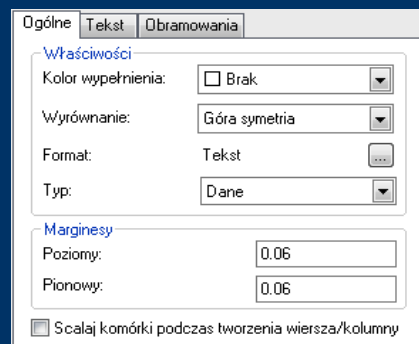 Ogólne Tekst Obramowania
Właściwości
Kolor wypełnienia: Brak
Wyrównanie: Góra symetria
Format: Tekst ...
Typ: Dane
Marginesy
Poziomy: 0.06
Pionowy: 0.06
Scalaj komórki podczas tworzenia wiersza/kolumny